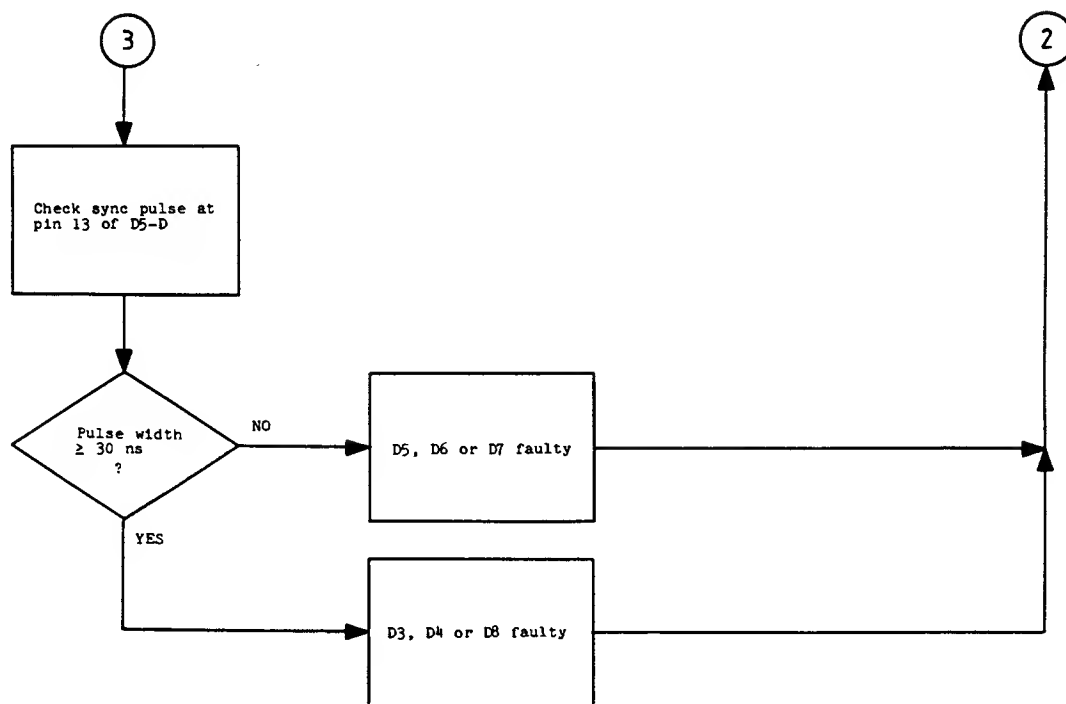 3
2
Check sync pulse at
pin 13 of D5-D
Pulse width
≥ 30 ns
?
NO
D5, D6 or D7 faulty
YES
D3, D4 or D8 faulty